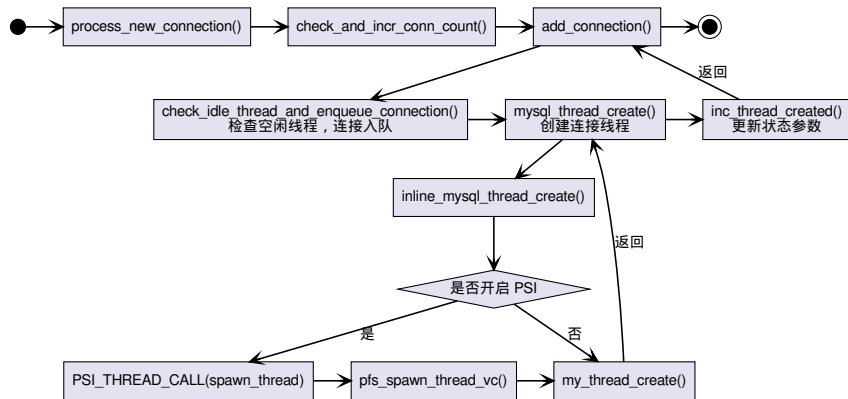 process_new_connection()
check_and_incr_conn_count()
add_connection()
返回
check_idle_thread_and_enqueue_connection()
检查空闲线程，连接入队
mysql_thread_create()
创建连接线程
inc_thread_created()
更新状态参数
inline_mysql_thread_create()
返回
是否开启 PSI
是
否
PSI_THREAD_CALL(spawn_thread)
pfs_spawn_thread_vc()
my_thread_create()